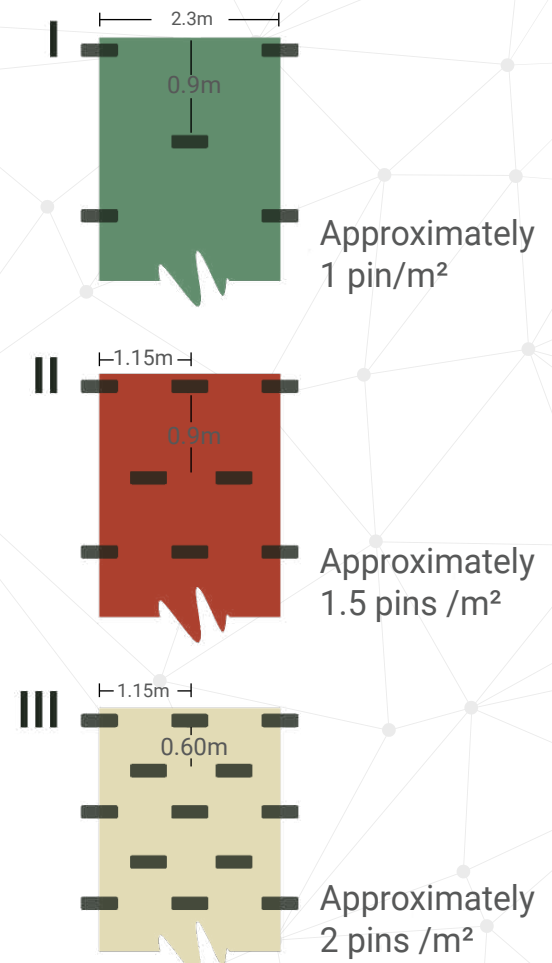 2.3m
I
0.9m
Approximately
1 pin/m²
1.15m
II
0.9m
Approximately
1.5 pins /m²
1.15m
III
0.60m
Approximately
2 pins /m²